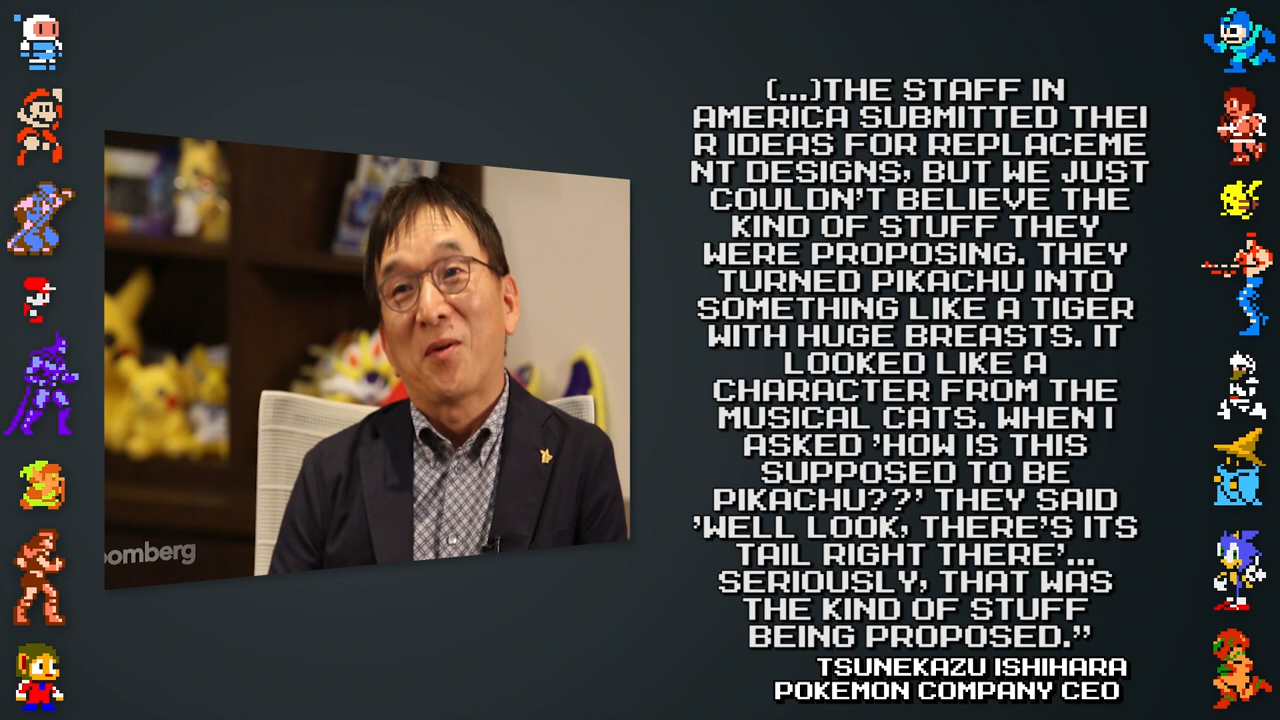 (...)THE STAFF IN
AMERICA SUBMITTED THEI
R IDEAS FOR REPLACEME
NT DESIGNS, BUT WE JUST
COULDN'T BELIEVE THE
KIND OF STUFF THEY
WERE PROPOSING. THEY
TURNED PIKACHU INTO
SOMETHING LIKE A TIGER
WITH HUGE BREASTS. IT
LOOKED LIKE A
CHARACTER FROM THE
MUSICAL CATS. WHEN I
ASKED 'HOW IS THIS
SUPPOSED TO BE
PIKACHU??' THEY SAID
'WELL LOOK, THERE'S ITS
TAIL RIGHT THERE'...
SERIOUSLY, THAT WAS
THE KIND OF STUFF
BEING PROPOSED.”
TSUNEKAZU ISHIHARA
POKEMON COMPANY CEO
oomberg